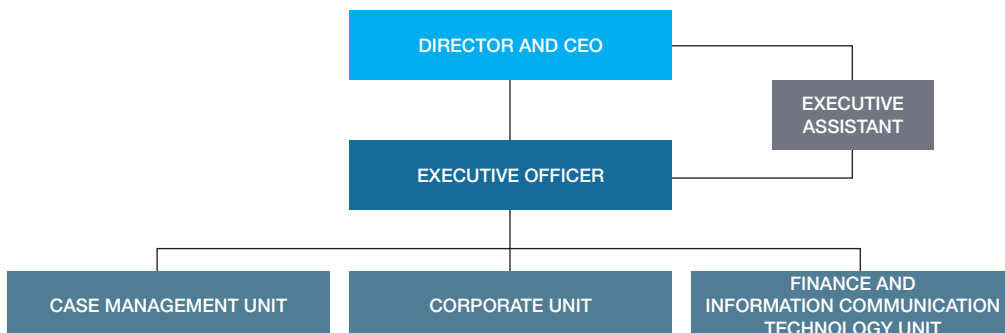 DIRECTOR AND CEO
EXECUTIVE
ASSISTANT
EXECUTIVE OFFICER
CASE MANAGEMENT UNIT
CORPORATE UNIT
FINANCE AND
INFORMATION COMMUNICATION
TECHNOLOGY UNIT